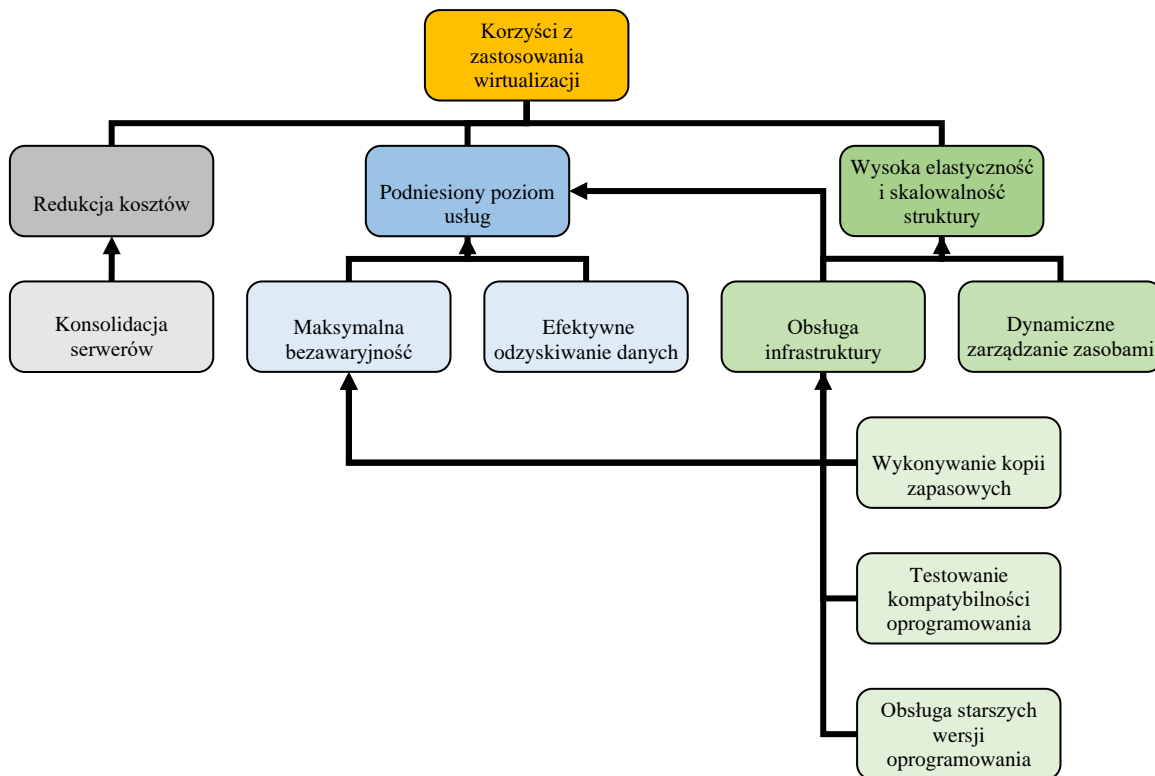 Korzyści z
zastosowania
wirtualizacji
Redukcja kosztów
Podniesiony poziom
usług
Wysoka elastyczność
i skalowalność
struktury
Konsolidacja
serwerów
Maksymalna
bezawaryjność
Efektywne
odzyskiwanie danych
Obsługa
infrastruktury
Dynamiczne
zarządzanie zasobami
Wykonywanie kopii
zapasowych
Testowanie
kompatybilności
oprogramowania
Obsługa starszych
wersji
oprogramowania